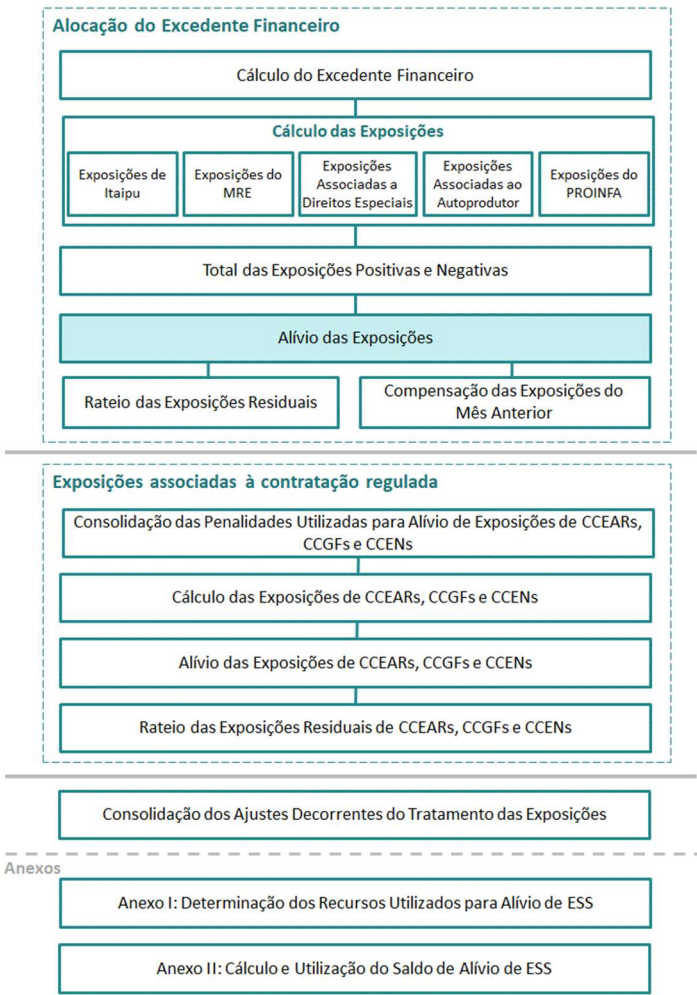 Alocação do Excedente Financeiro
Cálculo do Excedente Financeiro
Cálculo das Exposições
Exposições de
Itaipu
Exposições do
MRE
Exposições
Associadas a
Direitos Especiais
Exposições
Associadas ao
Autoprodutor
Exposições do
PROINFA
Total das Exposições Positivas e Negativas
Alívio das Exposições
Rateio das Exposições Residuais
Compensação das Exposições do
Mês Anterior
Exposições associadas à contratação regulada
Consolidação das Penalidades Utilizadas para Alívio de Exposições de CCEARs,
CCGFs e CCENs
Cálculo das Exposições de CCEARs, CCGFs e CCENs
Alívio das Exposições de CCEARs, CCGFs e CCENs
Rateio das Exposições Residuais de CCEARs, CCGFs e CCENs
Consolidação dos Ajustes Decorrentes do Tratamento das Exposições
Anexos
Anexo I: Determinação dos Recursos Utilizados para Alívio de ESS
Anexo II: Cálculo e Utilização do Saldo de Alívio de ESS